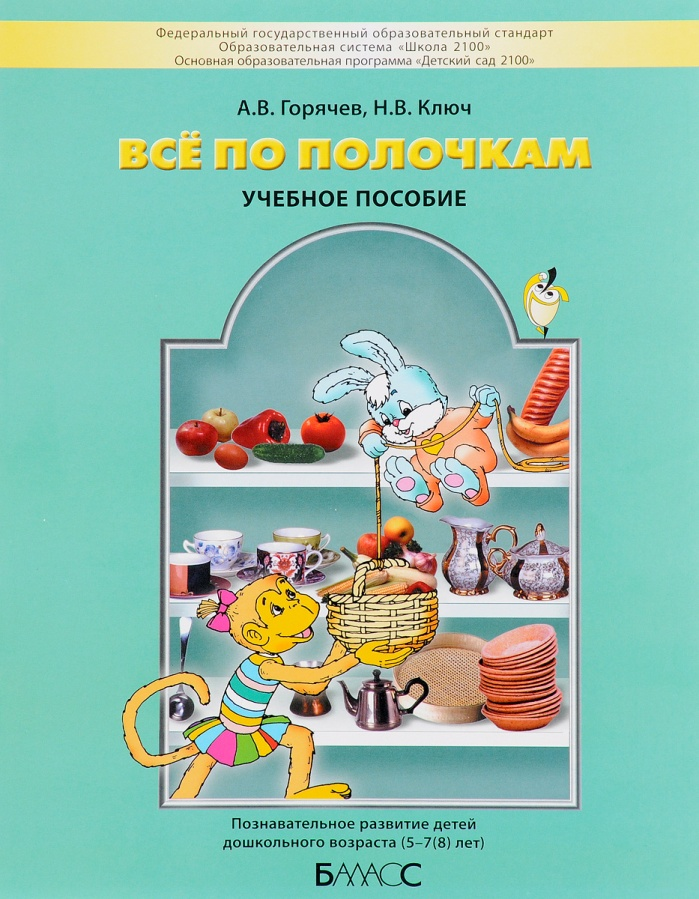 Федеральный государственный образовательный стандарт
Образовательная система «Школа 2100»
Основная образовательная программа «Детский сад 2100»
А.В. Горячев, Н.В. Ключ
ВСЁ ПО ПОЛОЧКАМ
УЧЕБНОЕ ПОСОБИЕ
Познавательное развитие детей
дошкольного возраста (5–7(8) лет)
БАЛАСС